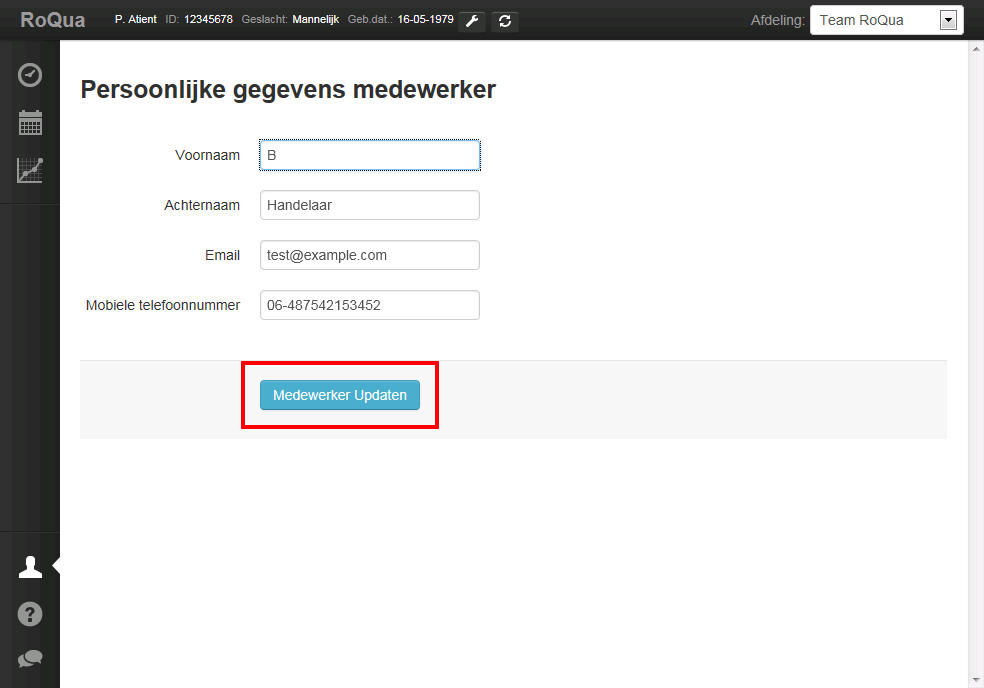 RoQua P. Atient ID: 12345678 Geslacht: Mannelijk Geb.dat.: 16-05-1979 Afdeling: Team RoQua
Persoonlijke gegevens medewerker
Voornaam B
Achternaam Handelaar
Email test@example.com
Mobiele telefoonnummer 06-487542153452
Medewerker Updaten
?